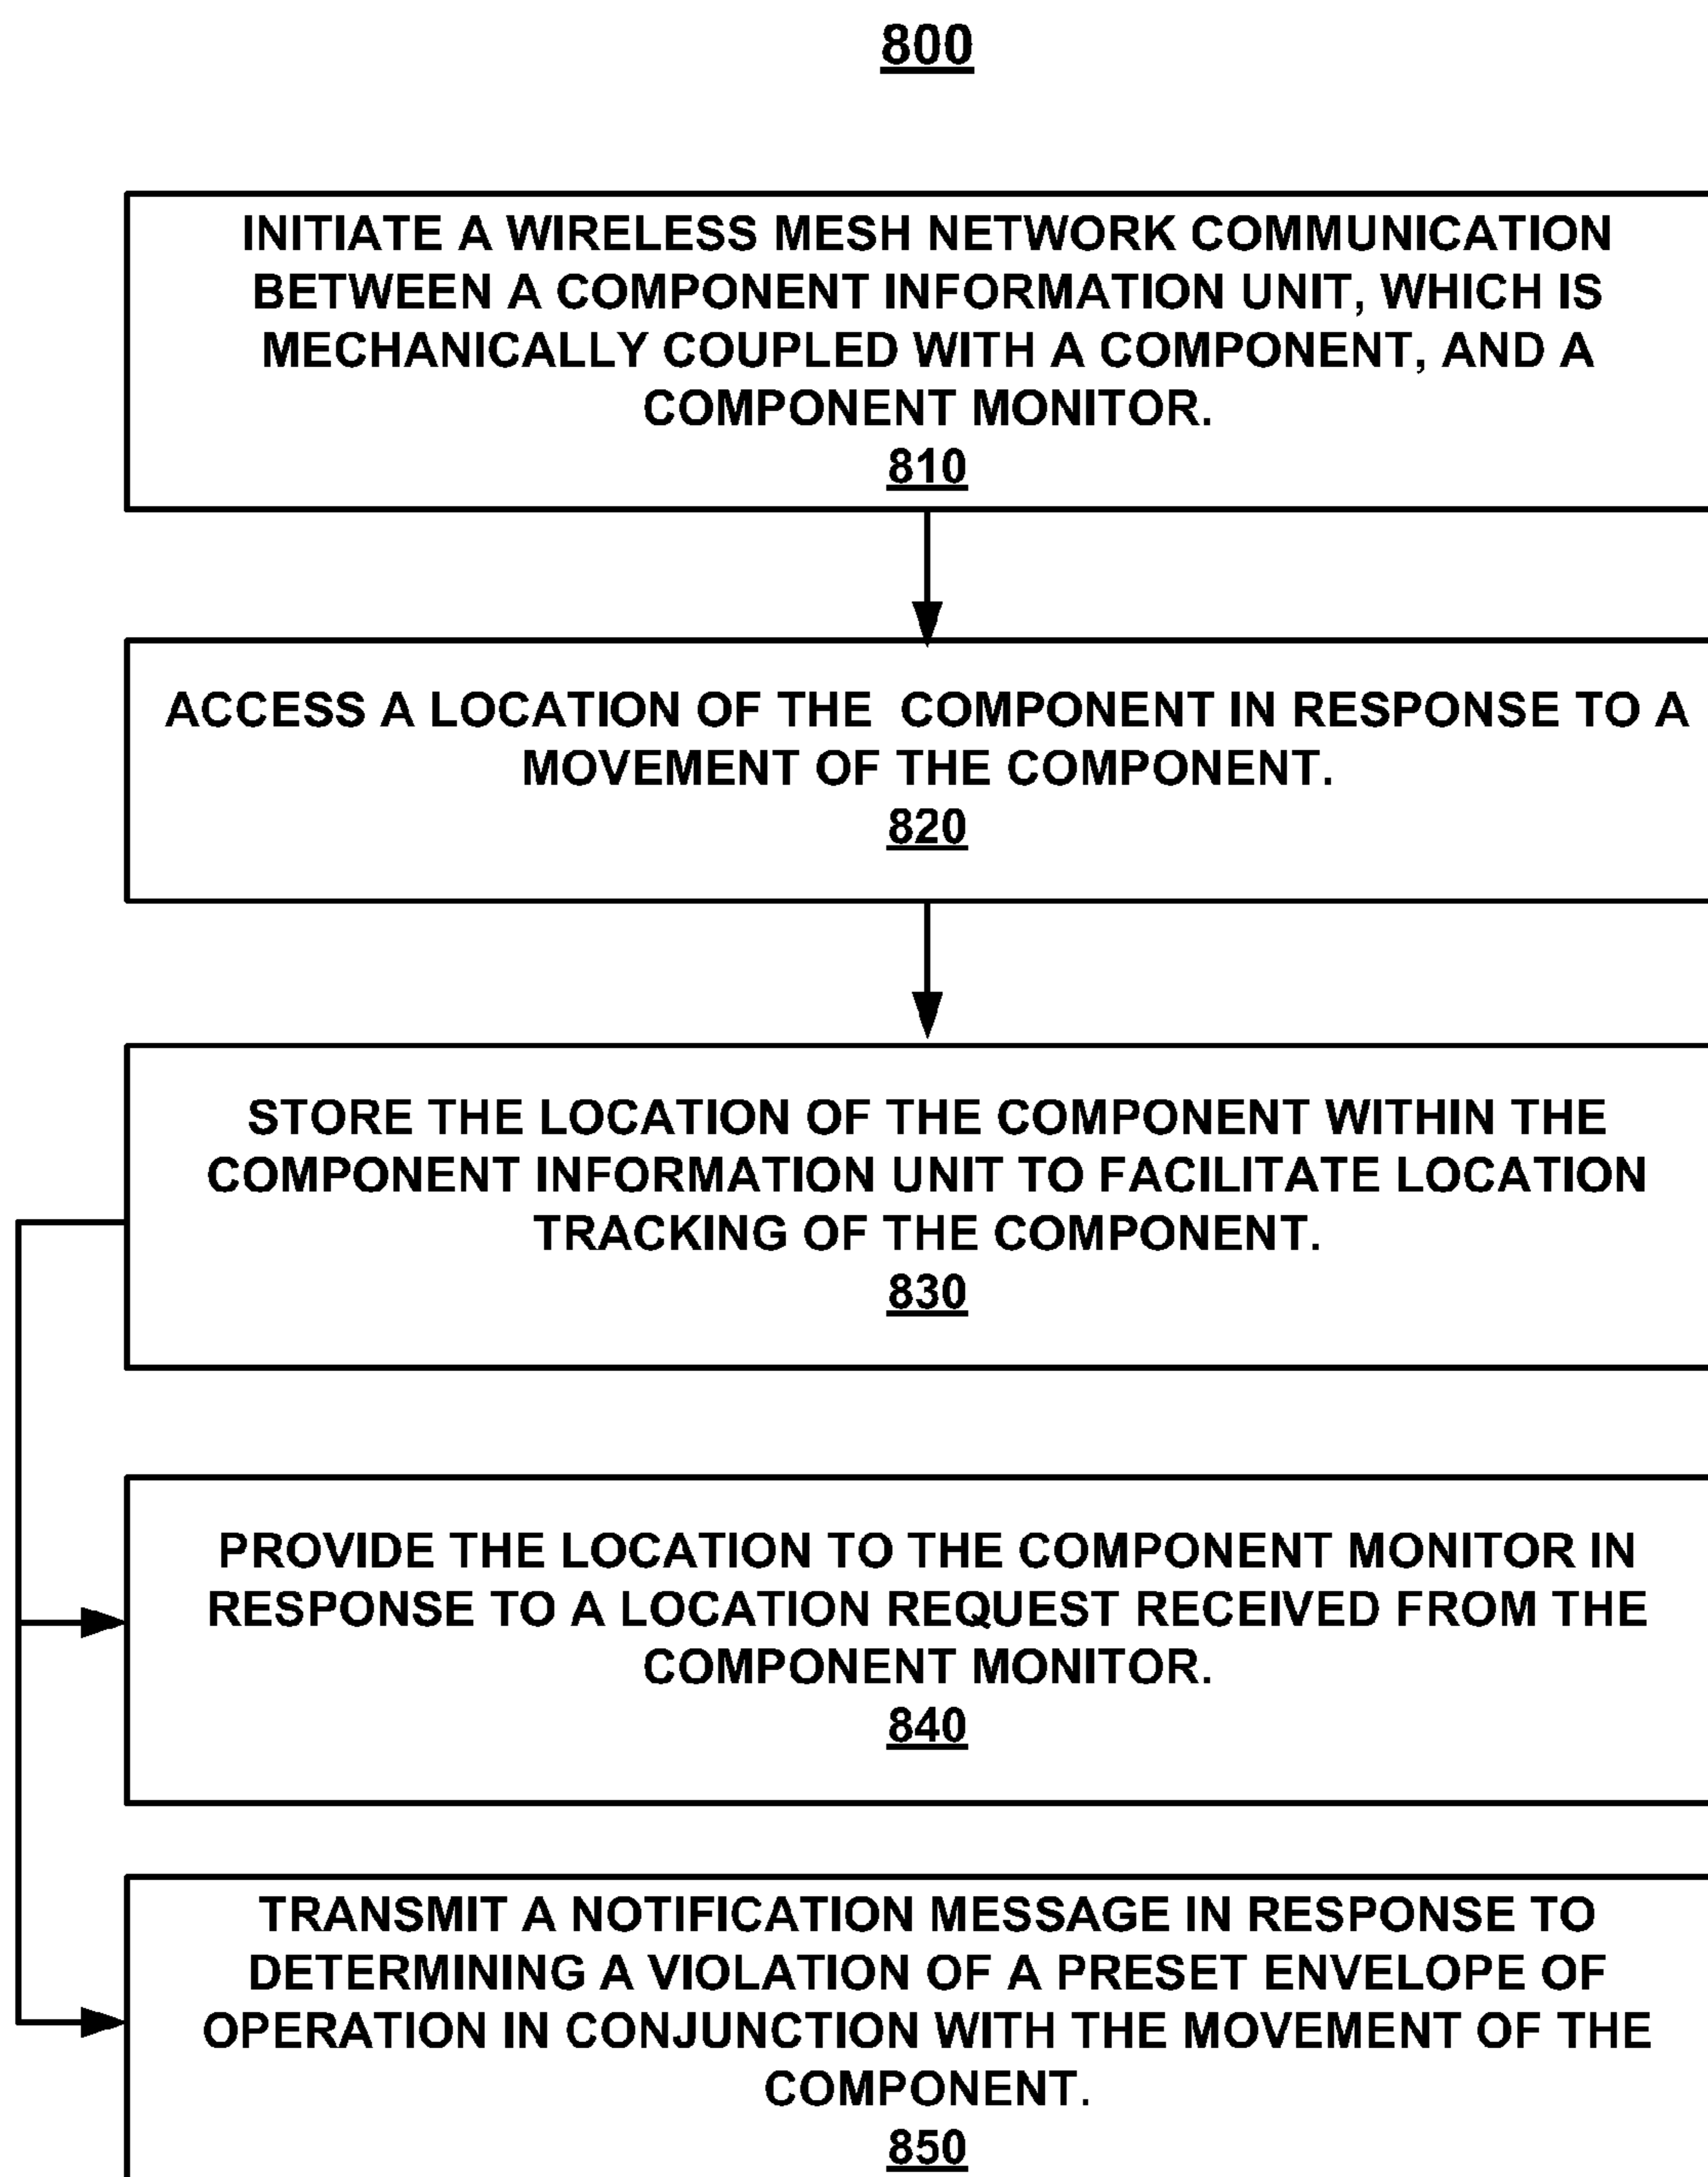 800
INITIATE A WIRELESS MESH NETWORK COMMUNICATION
BETWEEN A COMPONENT INFORMATION UNIT, WHICH IS
MECHANICALLY COUPLED WITH A COMPONENT, AND A
COMPONENT MONITOR.
810
ACCESS A LOCATION OF THE COMPONENT IN RESPONSE TO A
MOVEMENT OF THE COMPONENT.
820
STORE THE LOCATION OF THE COMPONENT WITHIN THE
COMPONENT INFORMATION UNIT TO FACILITATE LOCATION
TRACKING OF THE COMPONENT.
830
PROVIDE THE LOCATION TO THE COMPONENT MONITOR IN
RESPONSE TO A LOCATION REQUEST RECEIVED FROM THE
COMPONENT MONITOR.
840
TRANSMIT A NOTIFICATION MESSAGE IN RESPONSE TO
DETERMINING A VIOLATION OF A PRESET ENVELOPE OF
OPERATION IN CONJUNCTION WITH THE MOVEMENT OF THE
COMPONENT.
850